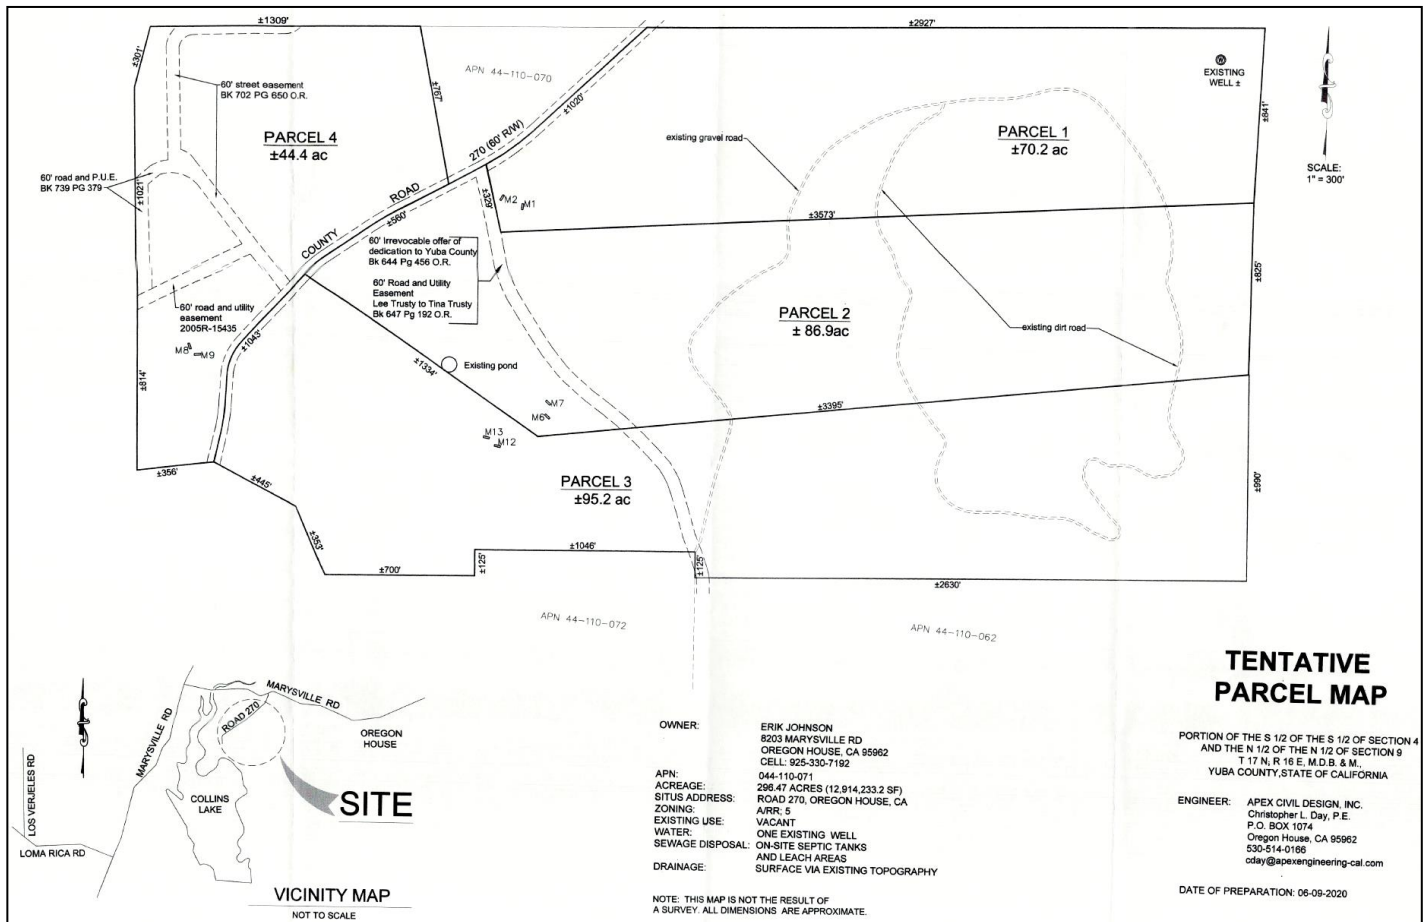 ±1309'
±2927'
±301'
APN 44-110-070
±767'
±1020'
W
EXISTING
WELL ±
±841'
60' street easement
BK 702 PG 650 O.R.
PARCEL 4
±44.4 ac
270 (60' R/W)
existing gravel road
PARCEL 1
±70.2 ac
SCALE:
1" = 300'
60' road and P.U.E.
BK 739 PG 379
±1021'
ROAD
±560'
COUNTY
±329'
M2
M1
±3573'
60' Irrevocable offer of
dedication to Yuba County
Bk 644 Pg 456 O.R.
60' Road and Utility
Easement
Lee Trusty to Tina Trusty
Bk 647 Pg 192 O.R.
±825'
60' road and utility
easement
2005R-15435
PARCEL 2
± 86.9ac
existing dirt road
M8
M9
±1043'
±814'
±1334'
Existing pond
M7
M6
±3395'
M13
M12
±356'
±445'
PARCEL 3
±95.2 ac
±990'
±353'
±700'
±125'
±1046'
±125'
±2630'
APN 44-110-072
APN 44-110-062
TENTATIVE
PARCEL MAP
PORTION OF THE S 1/2 OF THE S 1/2 OF SECTION 4
AND THE N 1/2 OF THE N 1/2 OF SECTION 9
T 17 N; R 16 E, M.D.B. & M.,
YUBA COUNTY,STATE OF CALIFORNIA
ENGINEER: APEX CIVIL DESIGN, INC.
Christopher L. Day, P.E.
P.O. BOX 1074
Oregon House, CA 95962
530-514-0166
cday@apexengineering-cal.com
DATE OF PREPARATION: 06-09-2020
OWNER: ERIK JOHNSON
8203 MARYSVILLE RD
OREGON HOUSE, CA 95962
CELL: 925-330-7192
APN: 044-110-071
ACREAGE: 296.47 ACRES (12,914,233.2 SF)
SITUS ADDRESS: ROAD 270, OREGON HOUSE, CA
ZONING: A/RR; 5
EXISTING USE: VACANT
WATER: ONE EXISTING WELL
SEWAGE DISPOSAL: ON-SITE SEPTIC TANKS
AND LEACH AREAS
DRAINAGE: SURFACE VIA EXISTING TOPOGRAPHY
NOTE: THIS MAP IS NOT THE RESULT OF
A SURVEY. ALL DIMENSIONS ARE APPROXIMATE.
MARYSVILLE RD
MARYSVILLE RD
ROAD 270
OREGON
HOUSE
LOS VERJELES RD
COLLINS
LAKE
SITE
LOMA RICA RD
VICINITY MAP
NOT TO SCALE